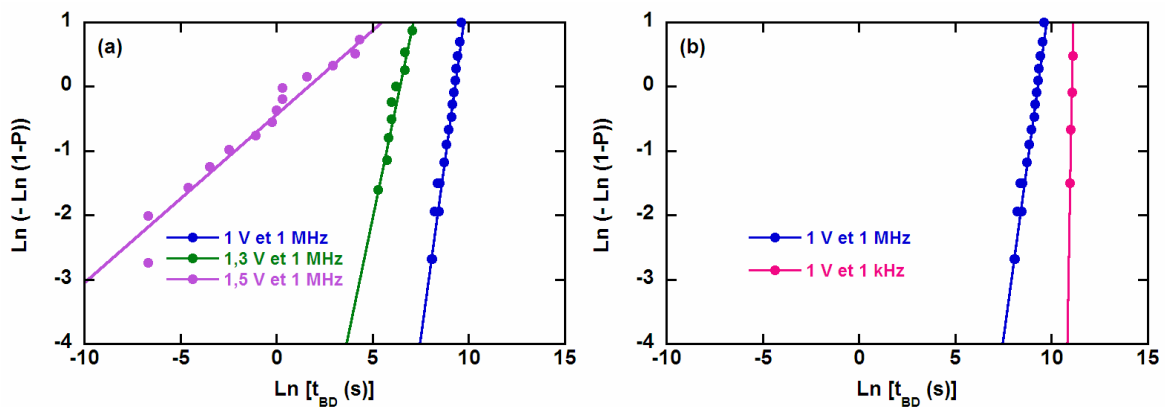 (a)
Ln (- Ln (1-P))
1
0
-1
-2
-3
-4
1 V et 1 MHz
1,3 V et 1 MHz
1,5 V et 1 MHz
-10
-5
0
5
10
15
Ln [t_BD (s)]
(b)
Ln (- Ln (1-P))
1
0
-1
-2
-3
-4
1 V et 1 MHz
1 V et 1 kHz
-10
-5
0
5
10
15
Ln [t_BD (s)]